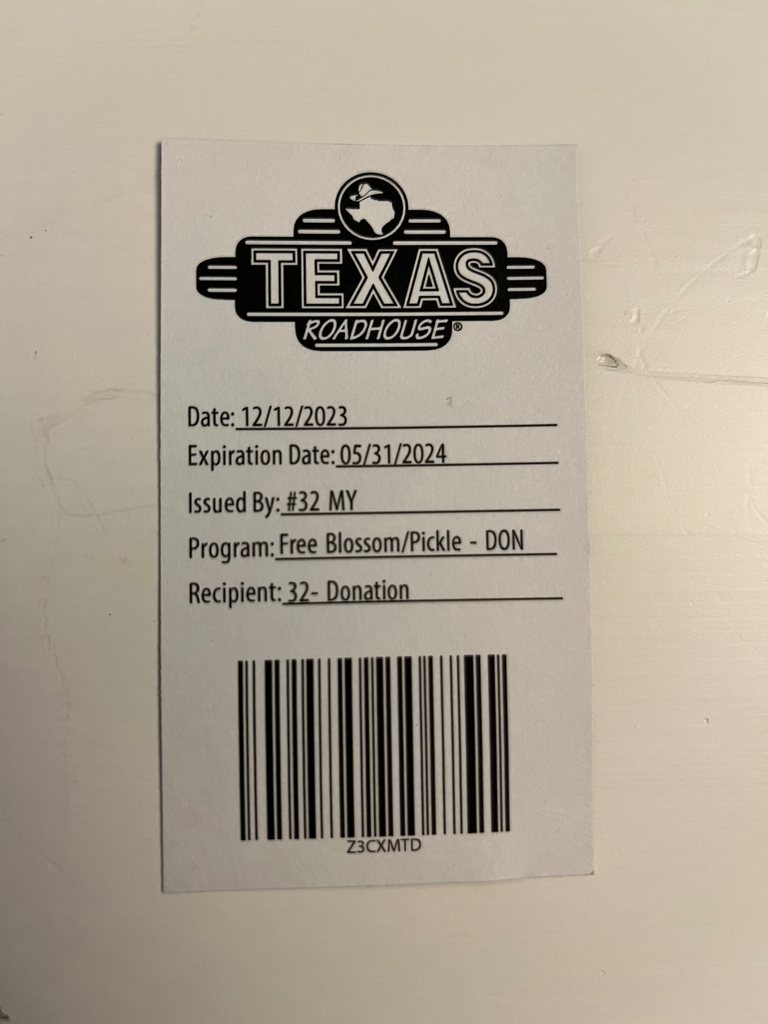 TEXAS
ROADHOUSE®
Date: 12/12/2023
Expiration Date: 05/31/2024
Issued By: #32 MY
Program: Free Blossom/Pickle - DON
Recipient: 32- Donation
Z3CXMTD